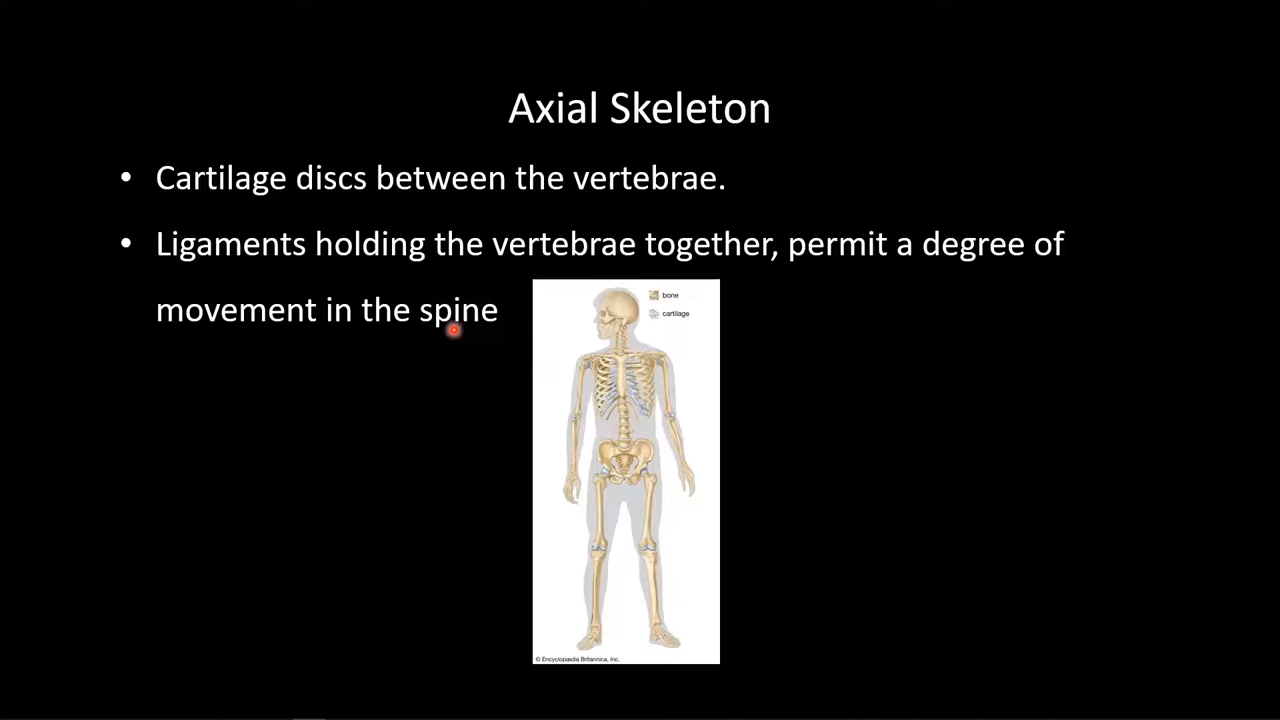 Axial Skeleton
• Cartilage discs between the vertebrae.
• Ligaments holding the vertebrae together, permit a degree of
movement in the spine
bone
cartilage
© Encyclopædia Britannica, Inc.